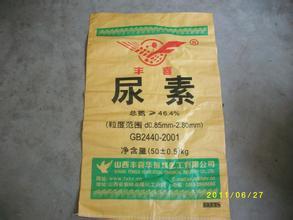 丰喜
尿素
总氮 ≥46.4%
(粒度范围 d0.85mm-2.80mm)
GB2440-2001
净含量(50±0.5)kg
山西丰喜华瑞煤化工有限公司
2011/06/27